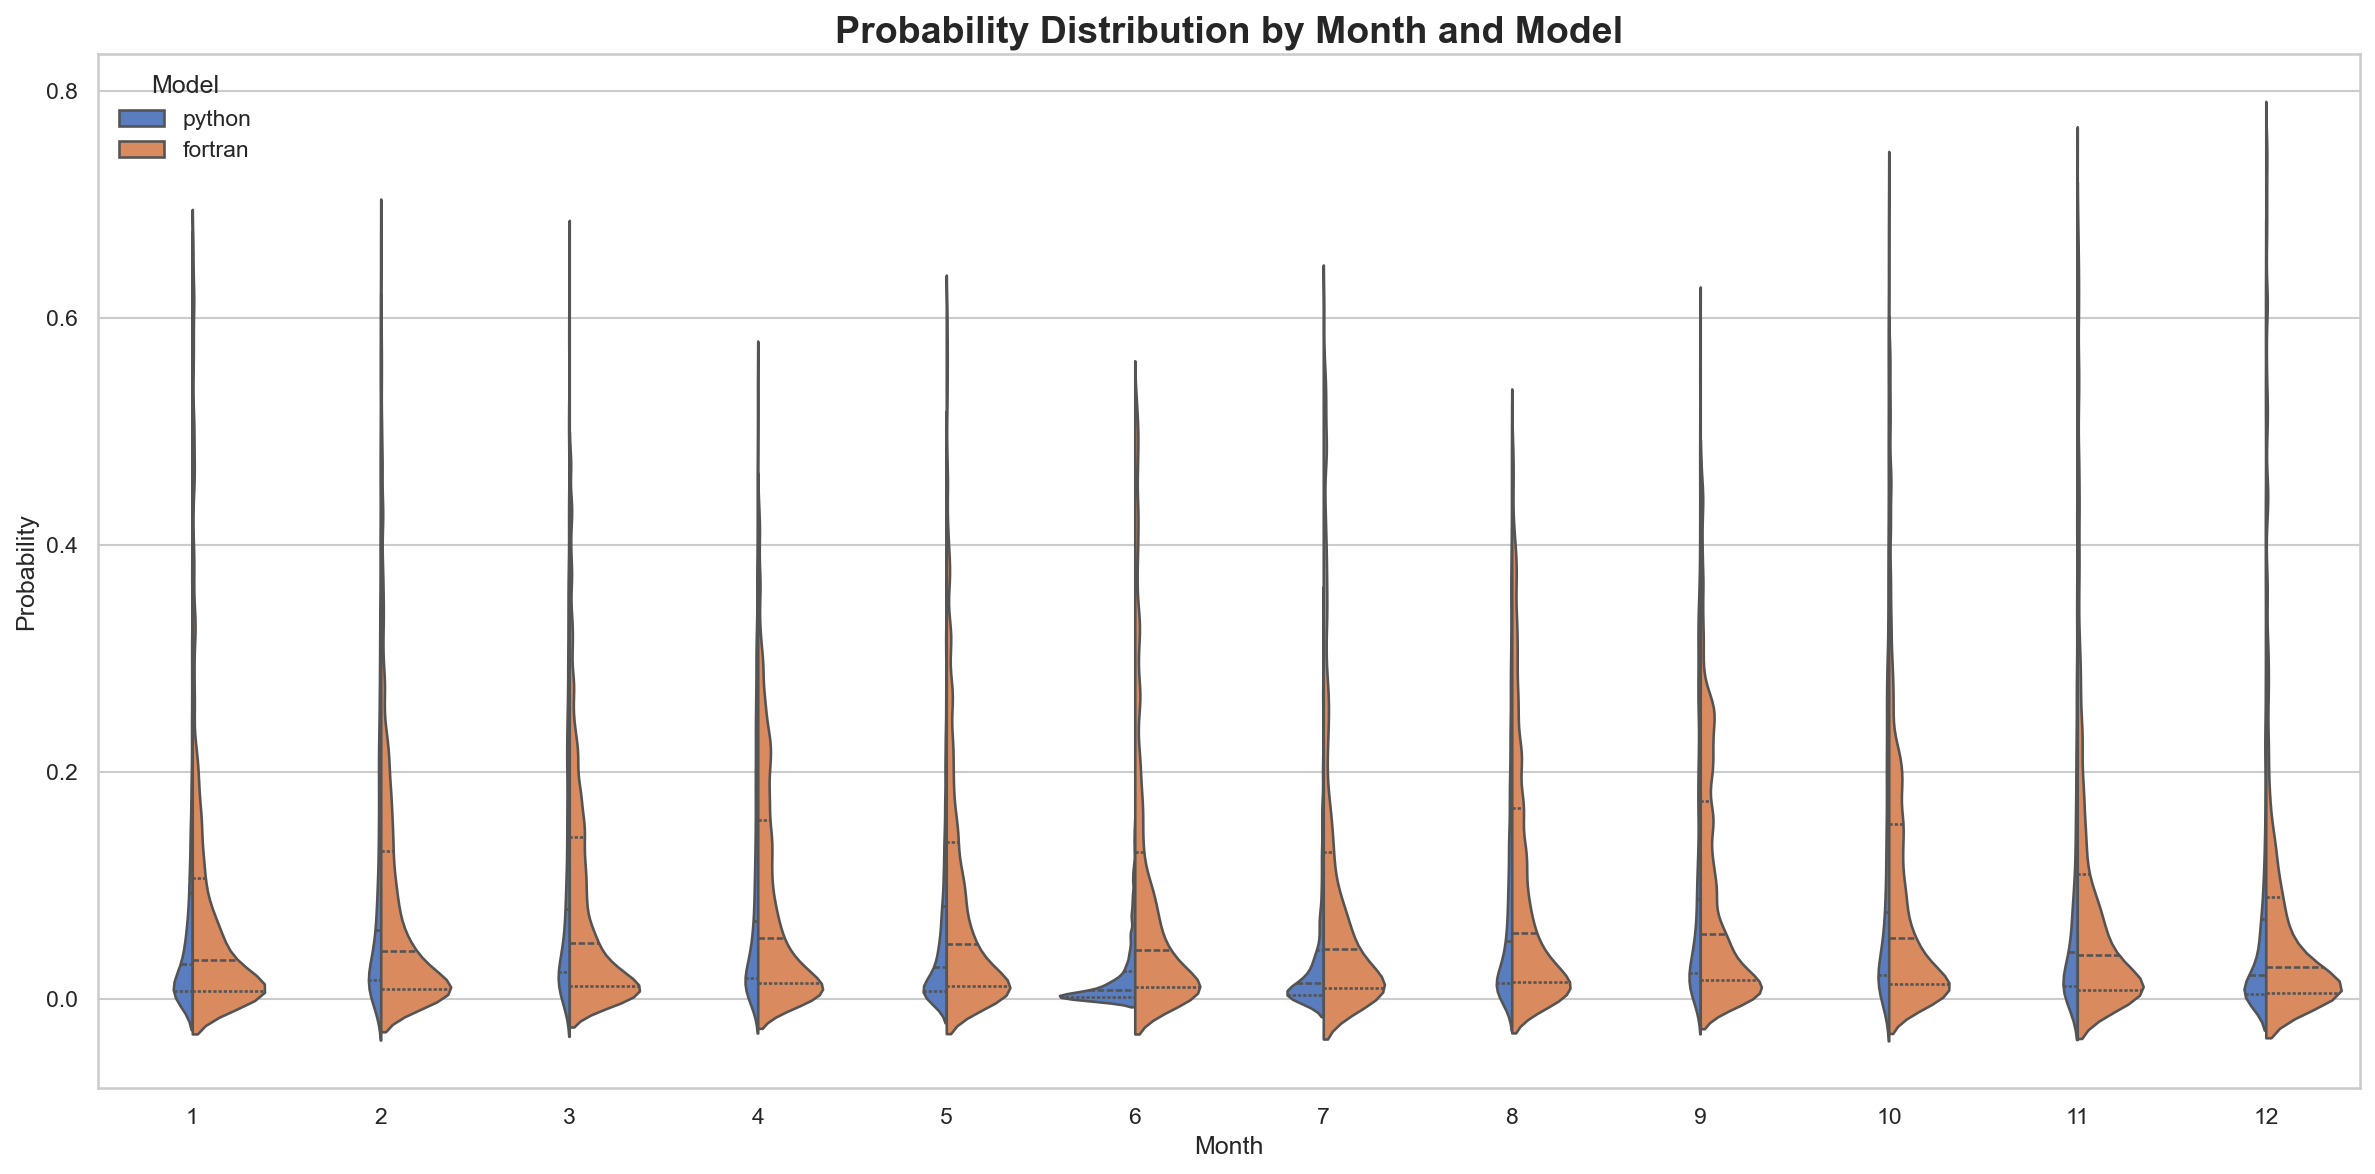 Probability Distribution by Month and Model
Model
python
fortran
0.8
0.6
0.4
0.2
0.0
Probability
1 2 3 4 5 6 7 8 9 10 11 12
Month